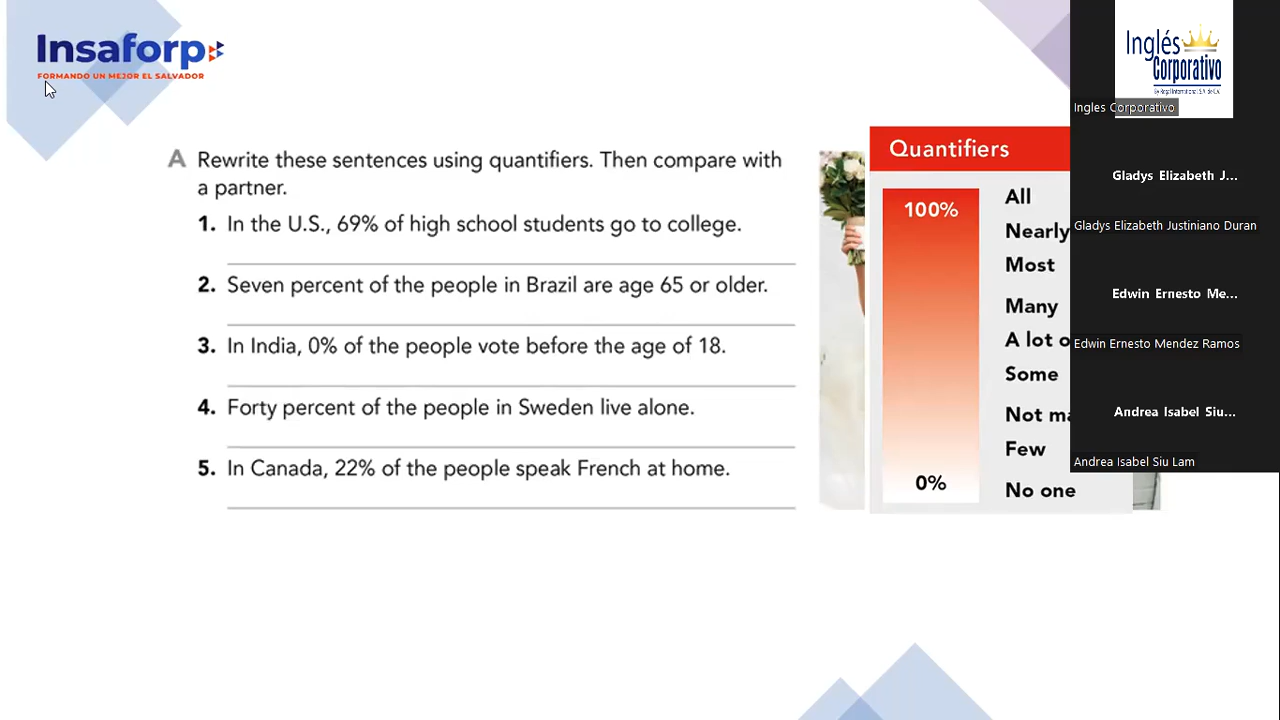 Insaforp
FORMANDO UN MEJOR EL SALVADOR
A Rewrite these sentences using quantifiers. Then compare with
a partner.
1. In the U.S., 69% of high school students go to college.
2. Seven percent of the people in Brazil are age 65 or older.
3. In India, 0% of the people vote before the age of 18.
4. Forty percent of the people in Sweden live alone.
5. In Canada, 22% of the people speak French at home.
Quantifiers
100%
0%
All
Nearly
Most
Many
A lot o
Some
Not ma
Few
No one
Inglés
Corporativo
Ingles Corporativo
Gladys Elizabeth J...
Gladys Elizabeth Justiniano Duran
Edwin Ernesto Me...
Edwin Ernesto Mendez Ramos
Andrea Isabel Siu...
Andrea Isabel Siu Lam